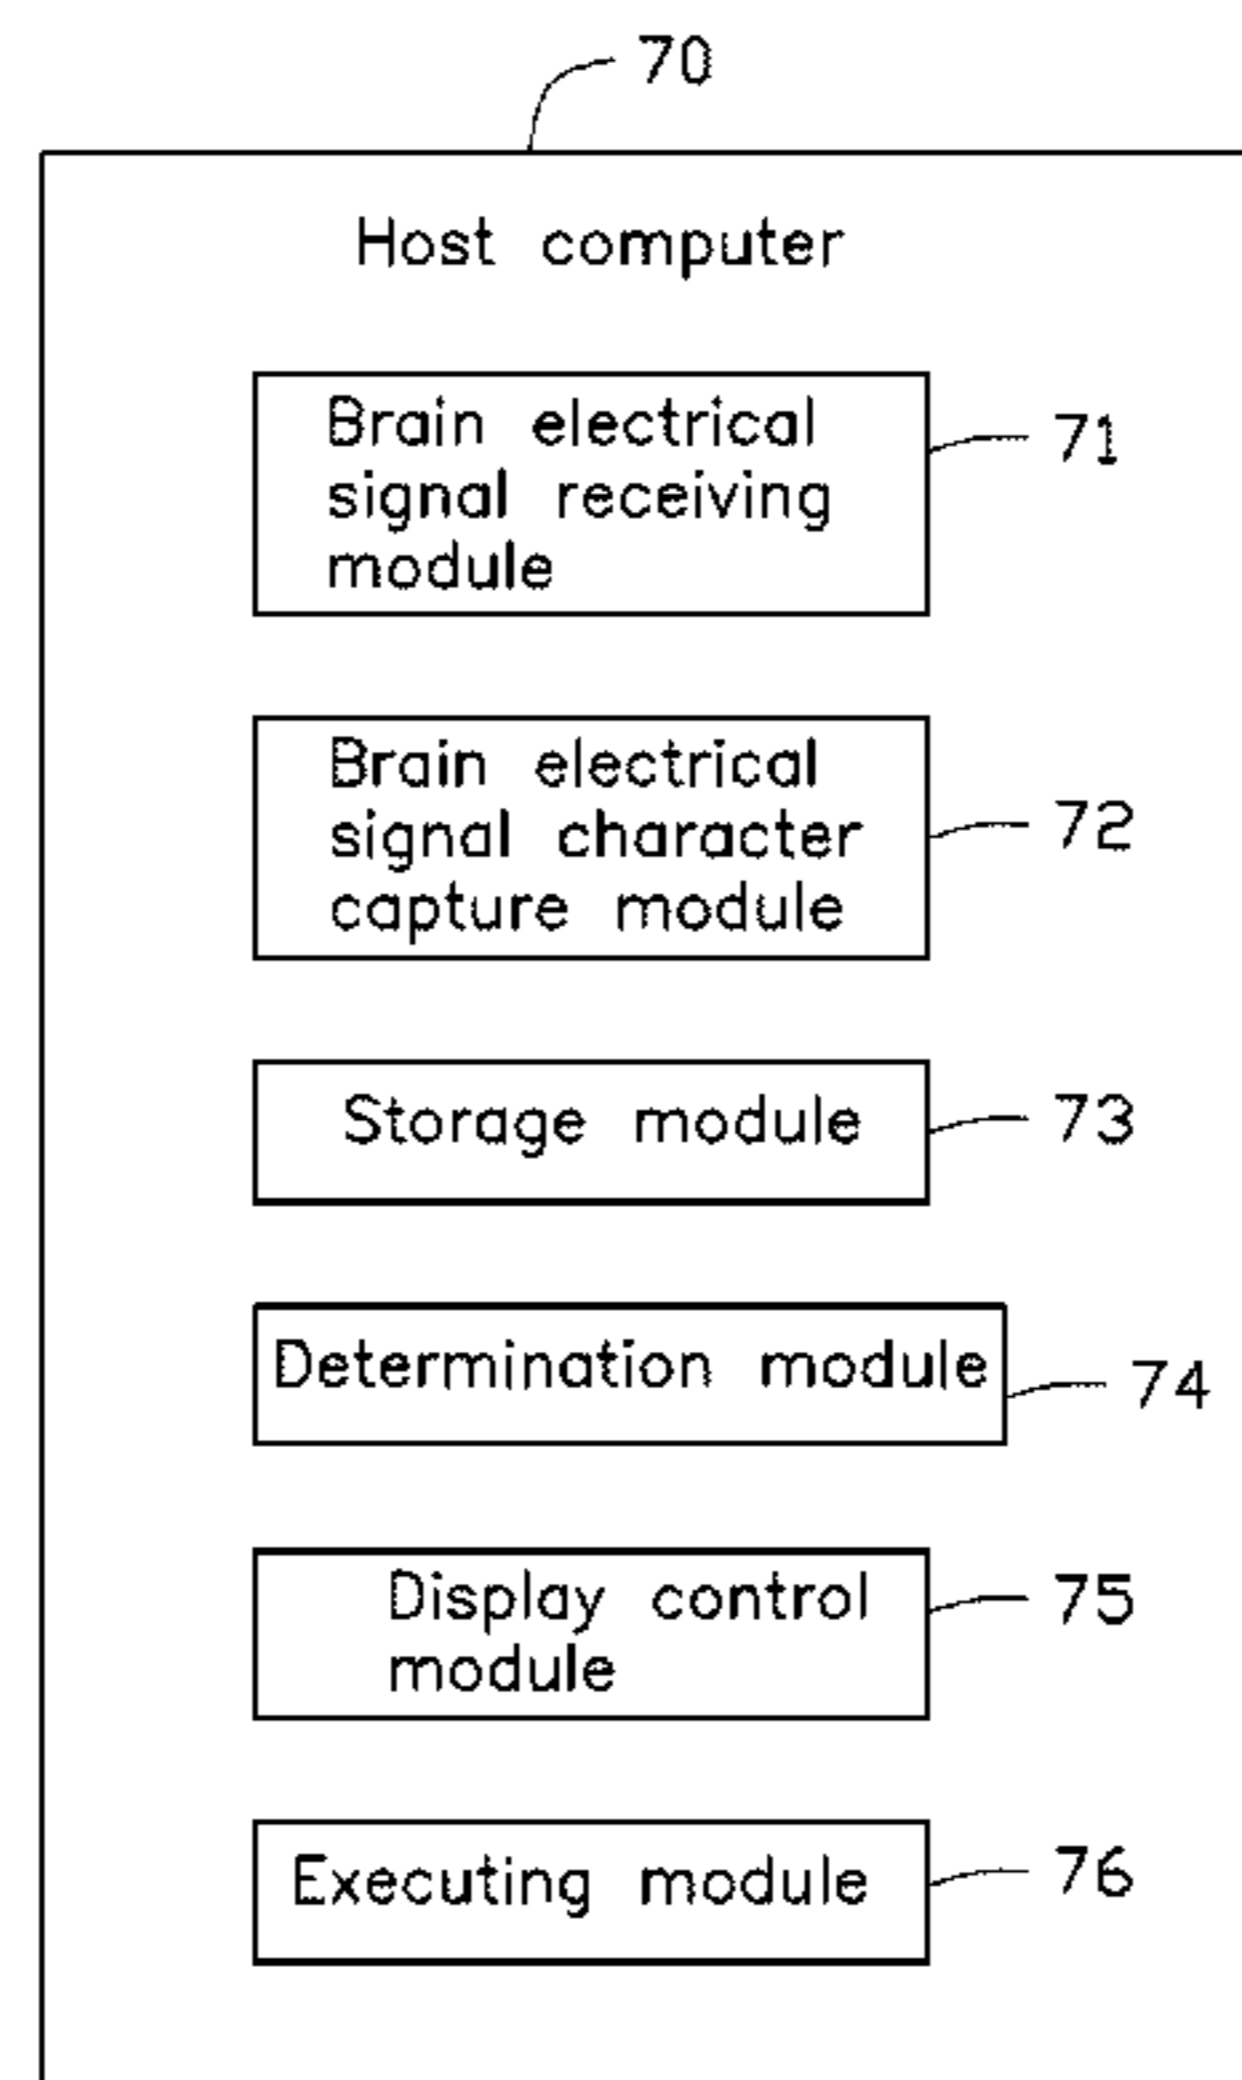 70
Host computer
Brain electrical
signal receiving
module
71
Brain electrical
signal character
capture module
72
Storage module
73
Determination module
74
Display control
module
75
Executing module
76